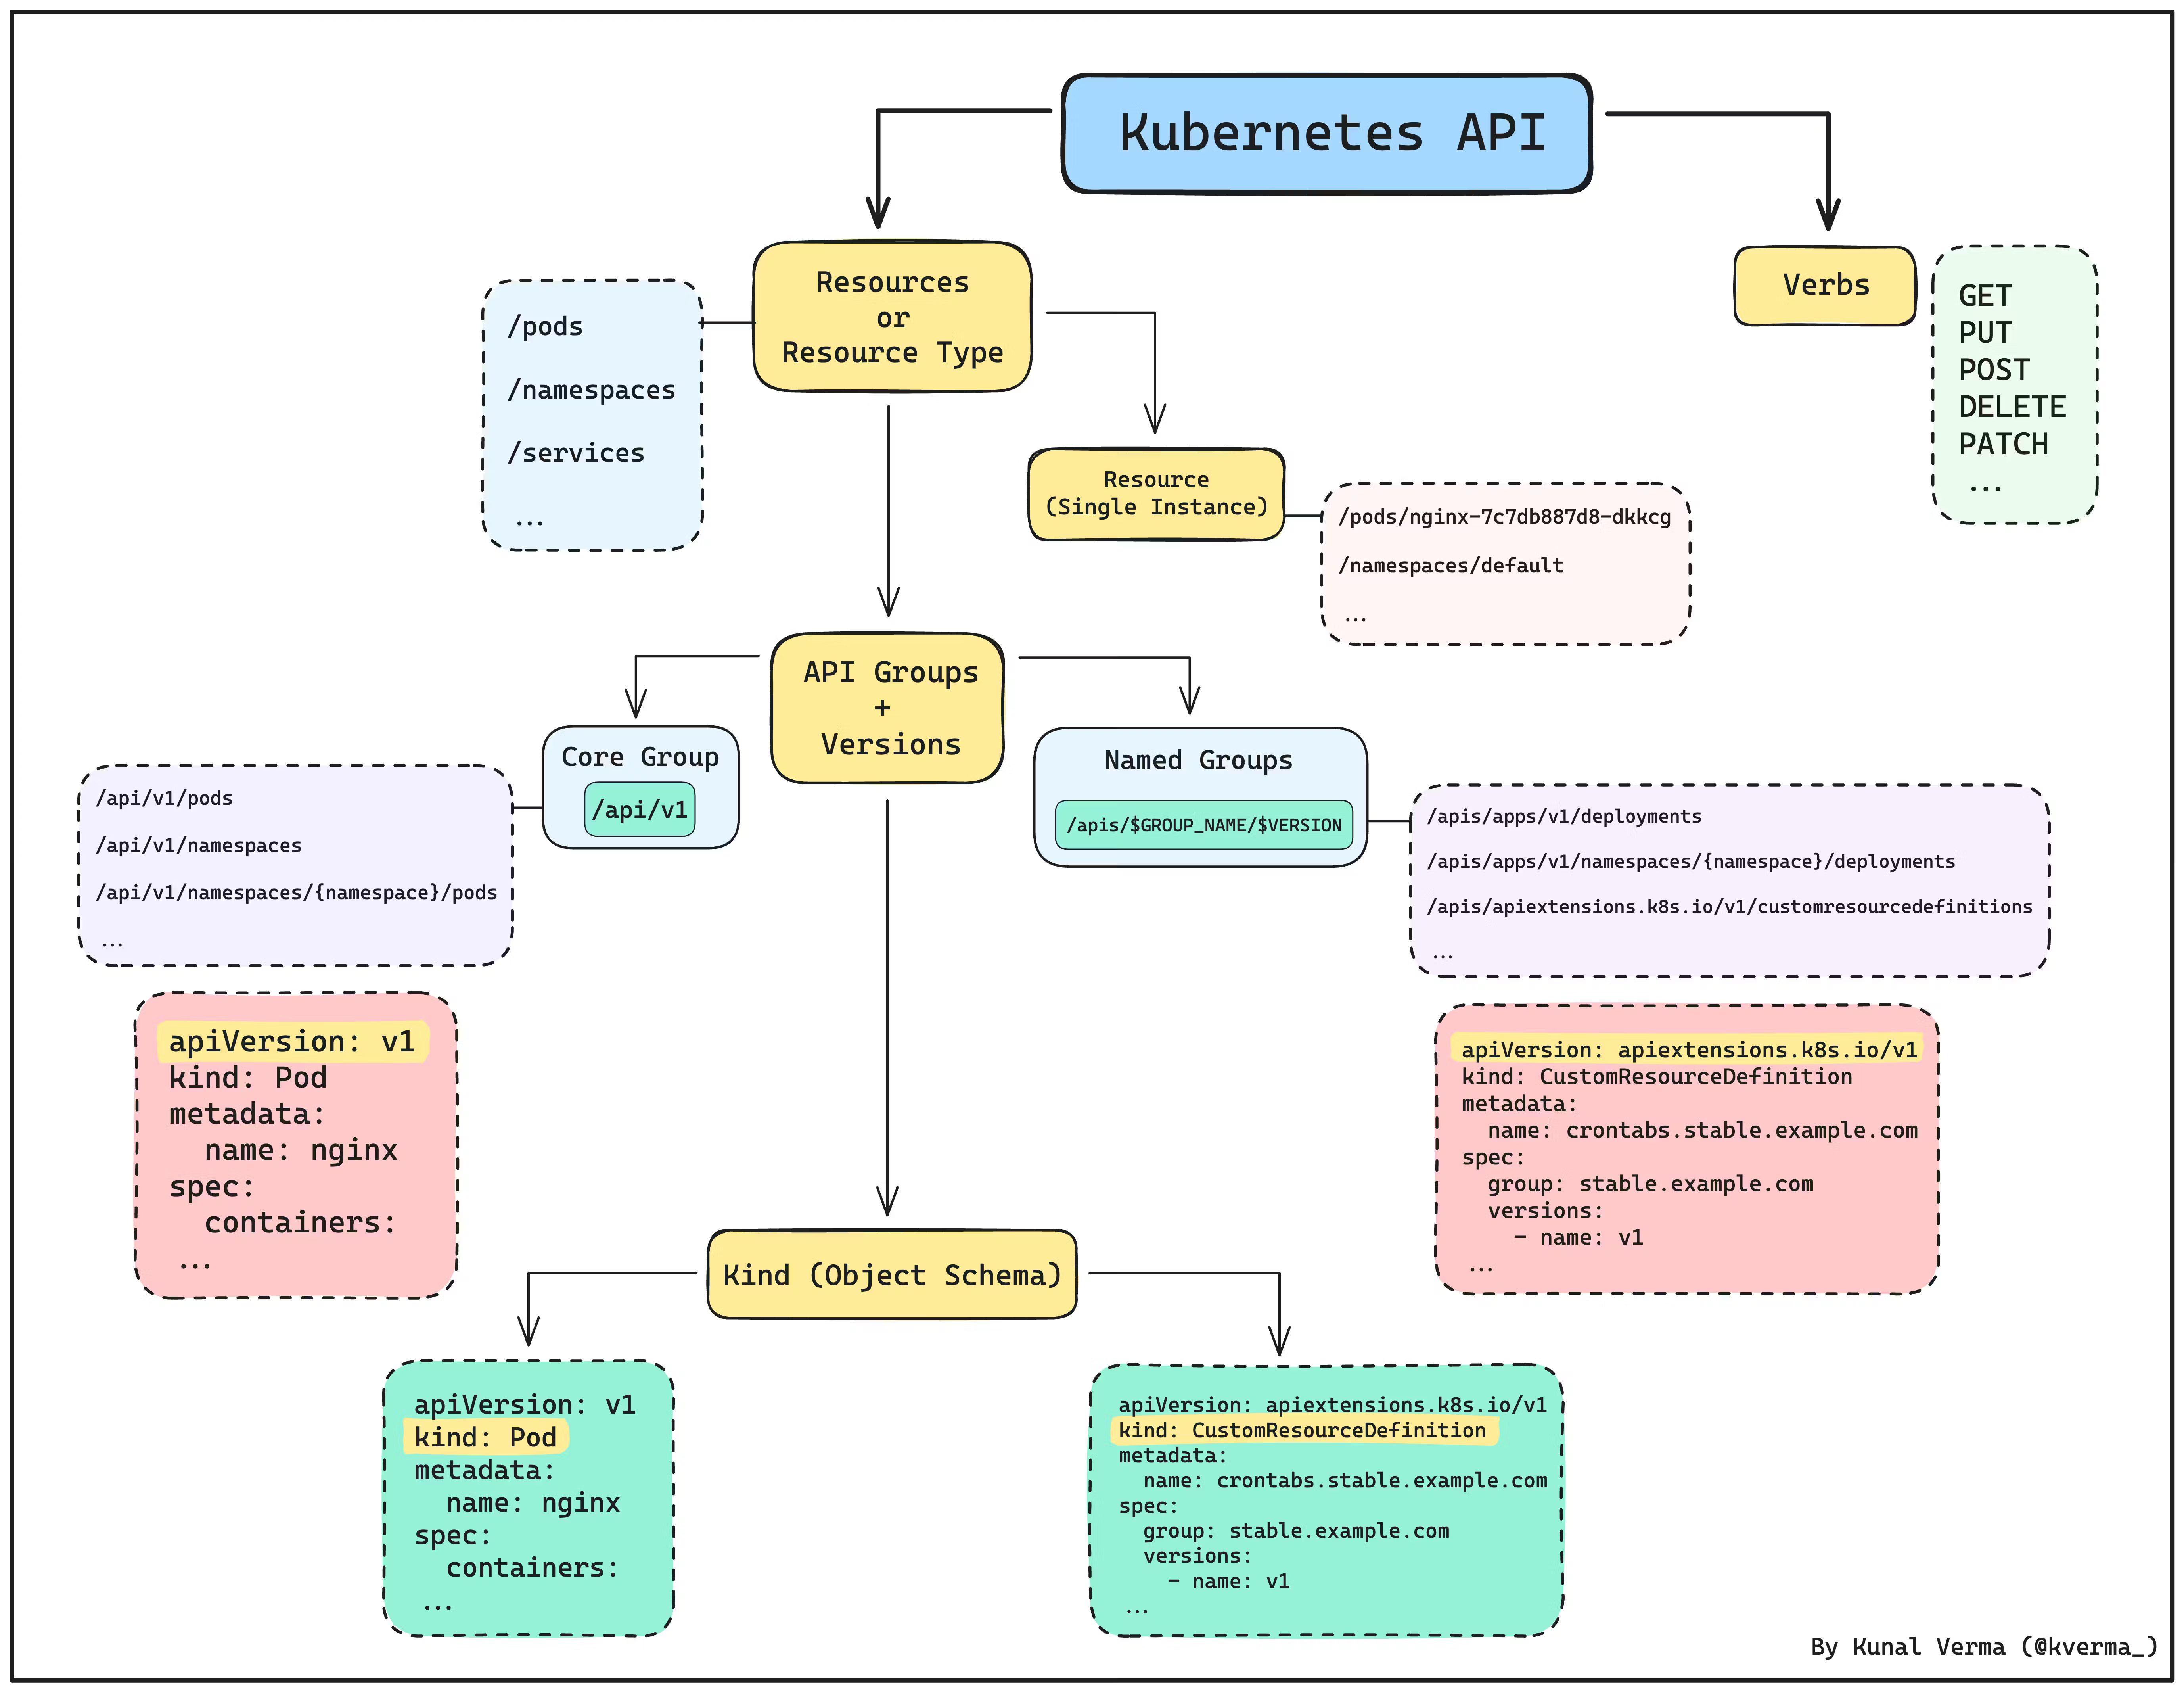 Kubernetes API
Resources
or
Resource Type
/pods
/namespaces
/services
...
Verbs
GET
PUT
POST
DELETE
PATCH
...
Resource
(Single Instance)
/pods/nginx-7c7db887d8-dkkcg
/namespaces/default
...
API Groups
+
Versions
Core Group
/api/v1
/api/v1/pods
/api/v1/namespaces
/api/v1/namespaces/{namespace}/pods
...
Named Groups
/apis/$GROUP_NAME/$VERSION
/apis/apps/v1/deployments
/apis/apps/v1/namespaces/{namespace}/deployments
/apis/apiextensions.k8s.io/v1/customresourcedefinitions
...
apiVersion: v1
kind: Pod
metadata:
  name: nginx
spec:
  containers:
...
apiVersion: apiextensions.k8s.io/v1
kind: CustomResourceDefinition
metadata:
  name: crontabs.stable.example.com
spec:
  group: stable.example.com
  versions:
    - name: v1
...
Kind (Object Schema)
apiVersion: v1
kind: Pod
metadata:
  name: nginx
spec:
  containers:
...
apiVersion: apiextensions.k8s.io/v1
kind: CustomResourceDefinition
metadata:
  name: crontabs.stable.example.com
spec:
  group: stable.example.com
  versions:
    - name: v1
...
By Kunal Verma (@kverma_)